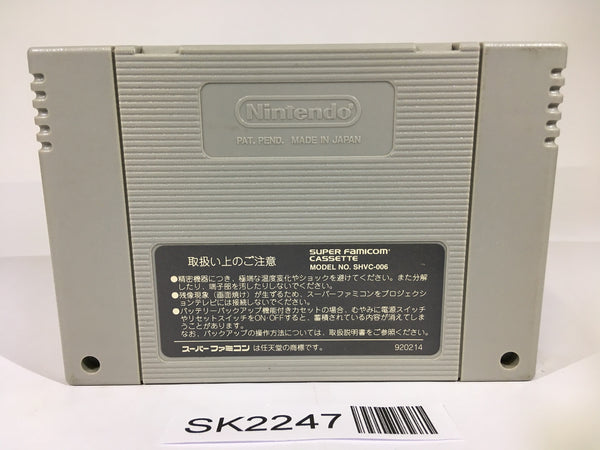 Nintendo®
PAT. PEND. MADE IN JAPAN
取扱い上のご注意
SUPER FAMICOM
CASSETTE
MODEL NO. SHVC-006
●精密機器につき、極端な温度変化やショックを避けてください。また分解
したり、端子部を汚したりしないでください。
●残像現象（画面焼け）が生ずるため、スーパーファミコンをプロジェクシ
ョンテレビには接続しないでください。
●バッテリーバックアップ機能付きカセットの場合、むやみに電源スイッチ
やリセットスイッチをON・OFFすると、蓄積されている内容が消えてしま
うことがあります。
なお、バックアップの操作方法については、取扱説明書をご参照ください。
スーパーファミコン は任天堂の商標です。
920214
SK2247